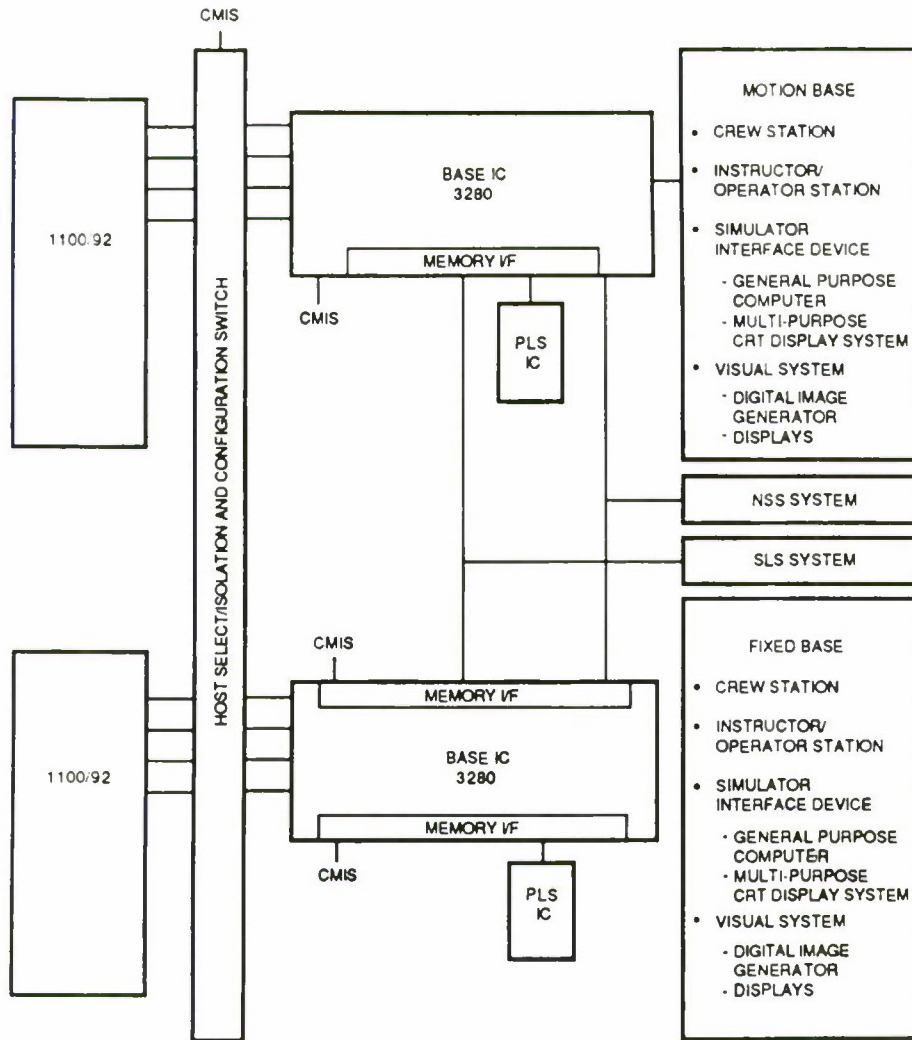 CMIS
1100/92
HOST SELECT/ISOLATION AND CONFIGURATION SWITCH
BASE IC
3280
MEMORY I/F
CMIS
PLS
IC
MOTION BASE
• CREW STATION
• INSTRUCTOR/
OPERATOR STATION
• SIMULATOR
INTERFACE DEVICE
- GENERAL PURPOSE
COMPUTER
- MULTI-PURPOSE
CRT DISPLAY SYSTEM
• VISUAL SYSTEM
- DIGITAL IMAGE
GENERATOR
- DISPLAYS
NSS SYSTEM
SLS SYSTEM
1100/92
CMIS
MEMORY I/F
BASE IC
3280
MEMORY I/F
CMIS
PLS
IC
FIXED BASE
• CREW STATION
• INSTRUCTOR/
OPERATOR STATION
• SIMULATOR
INTERFACE DEVICE
- GENERAL PURPOSE
COMPUTER
- MULTI-PURPOSE
CRT DISPLAY SYSTEM
• VISUAL SYSTEM
- DIGITAL IMAGE
GENERATOR
- DISPLAYS